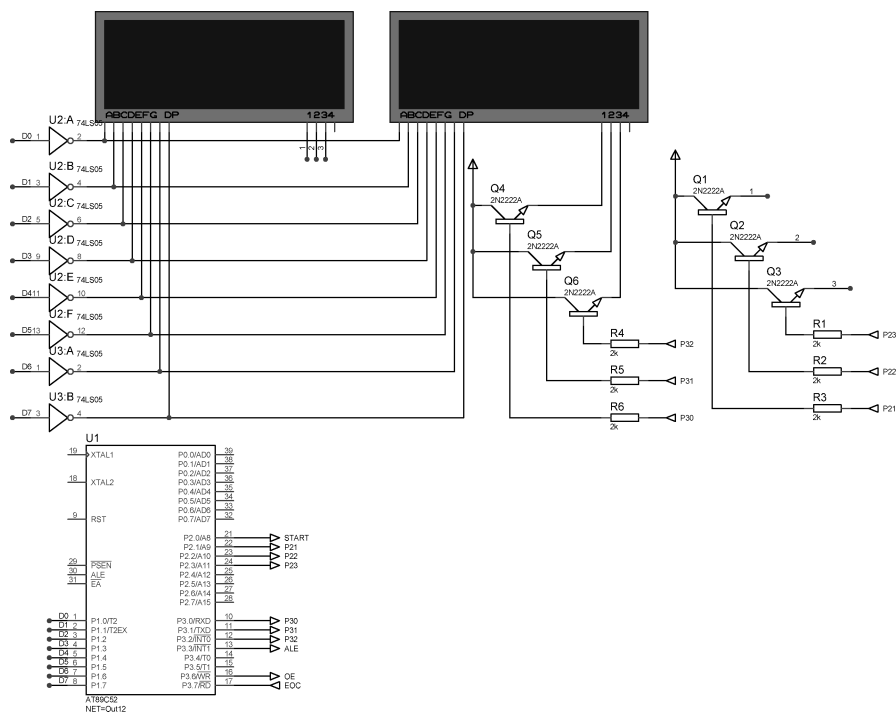 ABCDEFG DP
1234
ABCDEFG DP
1234
U2:A 74LS05
D0 1 2
1 2 3
U2:B 74LS05
D1 3 4
U2:C 74LS05
D2 5 6
U2:D 74LS05
D3 9 8
U2:E 74LS05
D4 11 10
U2:F 74LS05
D5 13 12
U3:A 74LS05
D6 1 2
U3:B 74LS05
D7 3 4
Q4
2N2222A
Q5
2N2222A
Q6
2N2222A
R4
2k
P32
R5
2k
P31
R6
2k
P30
Q1
2N2222A
1
Q2
2N2222A
2
Q3
2N2222A
3
R1
2k
P23
R2
2k
P22
R3
2k
P21
U1
19 XTAL1
18 XTAL2
9 RST
29 PSEN
30 ALE
31 EA
D0 1 P1.0/T2
D1 2 P1.1/T2EX
D2 3 P1.2
D3 4 P1.3
D4 5 P1.4
D5 6 P1.5
D6 7 P1.6
D7 8 P1.7
P0.0/AD0 39
P0.1/AD1 38
P0.2/AD2 37
P0.3/AD3 36
P0.4/AD4 35
P0.5/AD5 34
P0.6/AD6 33
P0.7/AD7 32
P2.0/A8 21 START
P2.1/A9 22 P21
P2.2/A10 23 P22
P2.3/A11 24 P23
P2.4/A12 25
P2.5/A13 26
P2.6/A14 27
P2.7/A15 28
P3.0/RXD 10 P30
P3.1/TXD 11 P31
P3.2/INT0 12 P32
P3.3/INT1 13 ALE
P3.4/T0 14
P3.5/T1 15
P3.6/WR 16 OE
P3.7/RD 17 EOC
AT89C52
NET=Out12